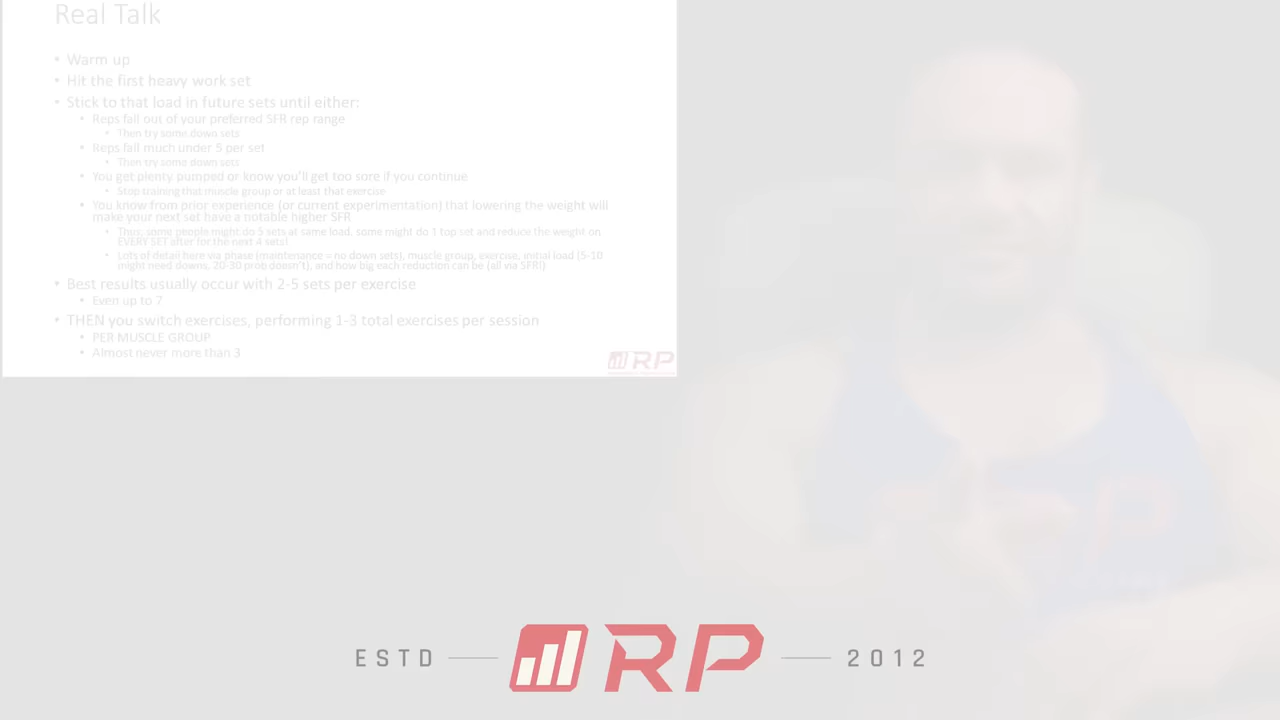 Real Talk
• Warm up
• Hit the first heavy work set
• Stick to that load in future sets until either:
• Reps fall out of your preferred SFR rep range
• Then try some down sets
• Reps fall much under 5 per set
• Then try some down sets
• You get plenty pumped or know you'll get too sore if you continue
• Stop training that muscle group or at least that exercise
• You know from prior experience (or current experimentation) that lowering the weight will
make your next set have a notable higher SFR
• Thus, some people might do 5 sets at same load, some might do 1 top set and reduce the weight on
EVERY SET after for the next 4 sets!
• Lots of detail here via phase (maintenance = no down sets), muscle group, exercise, initial load (5-10
might need downs, 20-30 prob doesn't), and how big each reduction can be (all via SFR!)
• Best results usually occur with 2-5 sets per exercise
• Even up to 7
• THEN you switch exercises, performing 1-3 total exercises per session
• PER MUSCLE GROUP
• Almost never more than 3
RP
ESTD RP 2012